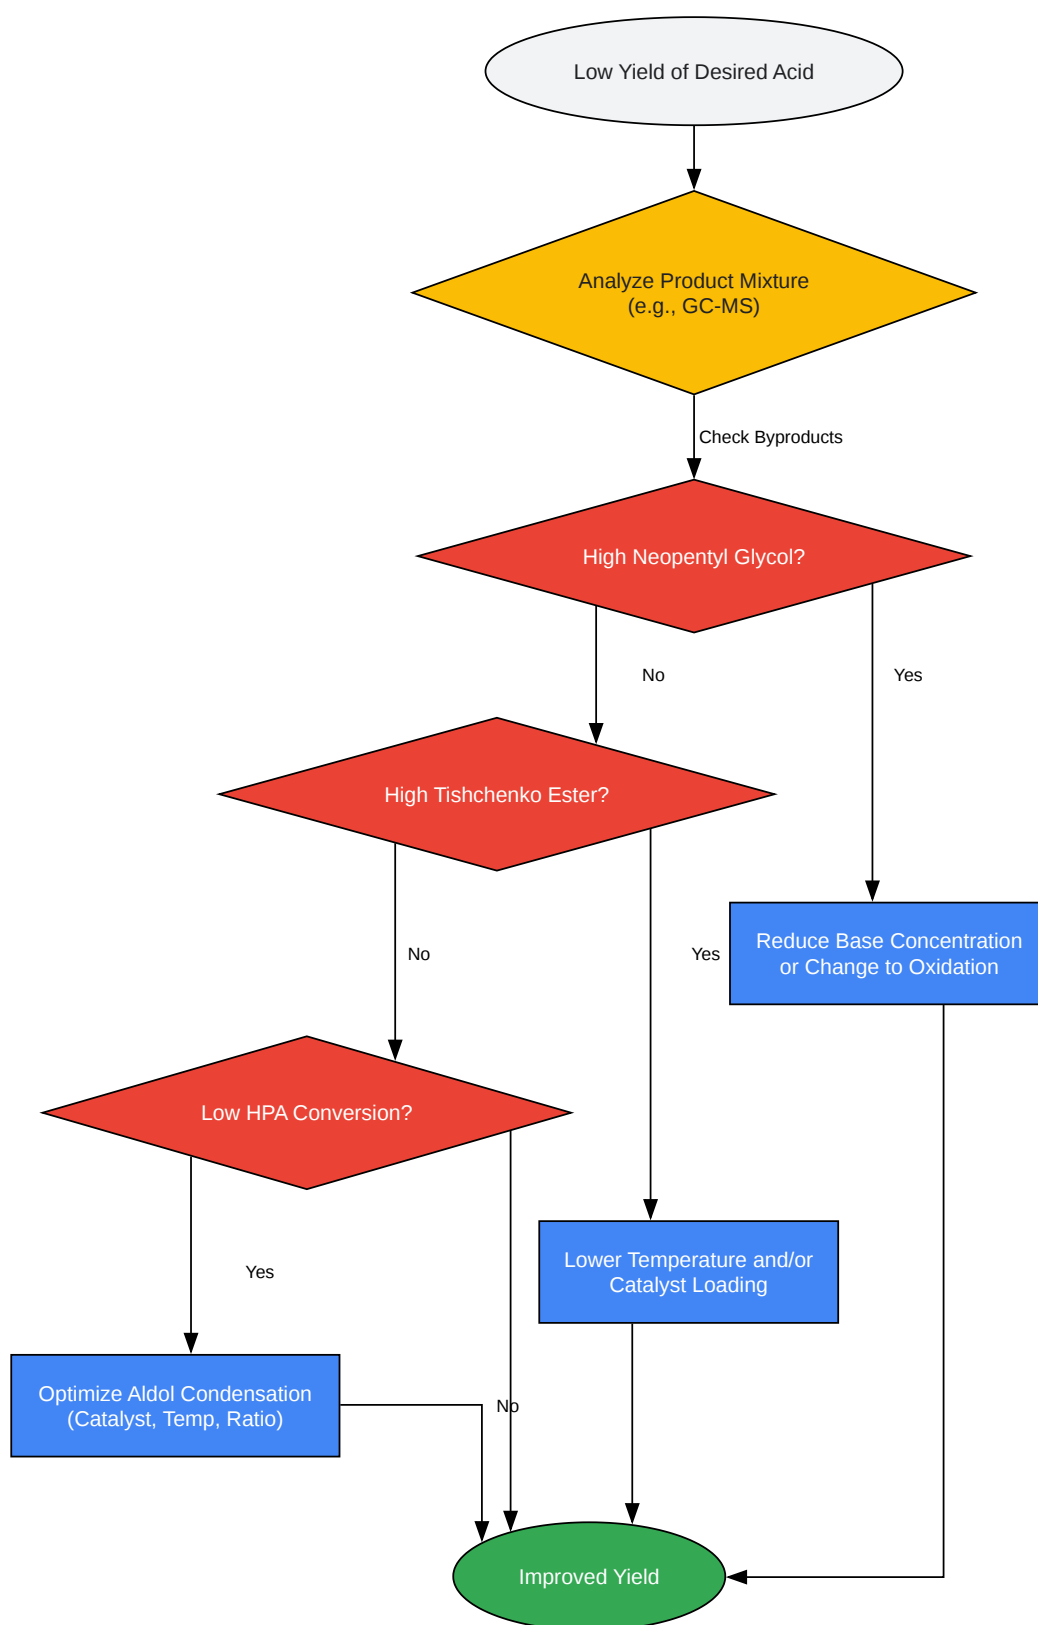 Low Yield of Desired Acid
Analyze Product Mixture
(e.g., GC-MS)
Check Byproducts
High Neopentyl Glycol?
No
Yes
High Tishchenko Ester?
No
Yes
Reduce Base Concentration
or Change to Oxidation
Low HPA Conversion?
Yes
Lower Temperature and/or
Catalyst Loading
Optimize Aldol Condensation
(Catalyst, Temp, Ratio)
No
Improved Yield